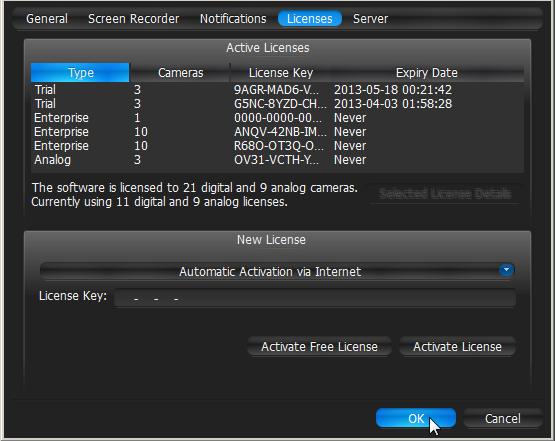 General Screen Recorder Notifications Licenses Server
Active Licenses
Type Cameras License Key Expiry Date
Trial 3 9AGR-MAD6-V... 2013-05-18 00:21:42
Trial 3 G5NC-8YZD-CH... 2013-04-03 01:58:28
Enterprise 1 0000-0000-00... Never
Enterprise 10 ANQV-42NB-IM... Never
Enterprise 10 R68O-OT3Q-O... Never
Analog 3 OV31-VCTH-Y... Never
The software is licensed to 21 digital and 9 analog cameras.
Currently using 11 digital and 9 analog licenses.
Selected License Details
New License
Automatic Activation via Internet
License Key: - - -
Activate Free License Activate License
OK Cancel